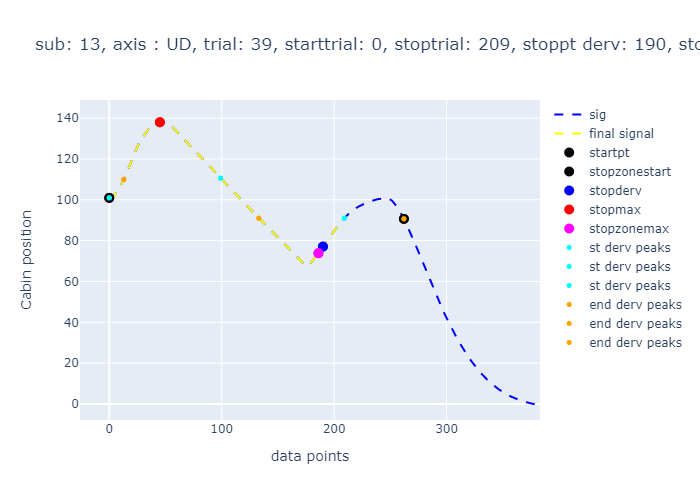 sub: 13, axis : UD, trial: 39, starttrial: 0, stoptrial: 209, stoppt derv: 190, sto
140
120
100
80
60
40
20
0
0
100
200
300
Cabin position
data points
sig
final signal
startpt
stopzonestart
stopderv
stopmax
stopzonemax
st derv peaks
st derv peaks
st derv peaks
end derv peaks
end derv peaks
end derv peaks